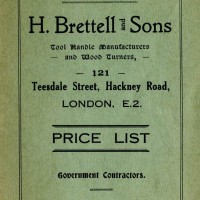 H. Brettell and Sons
Tool Handle Manufacturers
— and Wood Turners, —
— 121 —
Teesdale Street, Hackney Road,
LONDON, E.2.
PRICE LIST
Government Contractors.